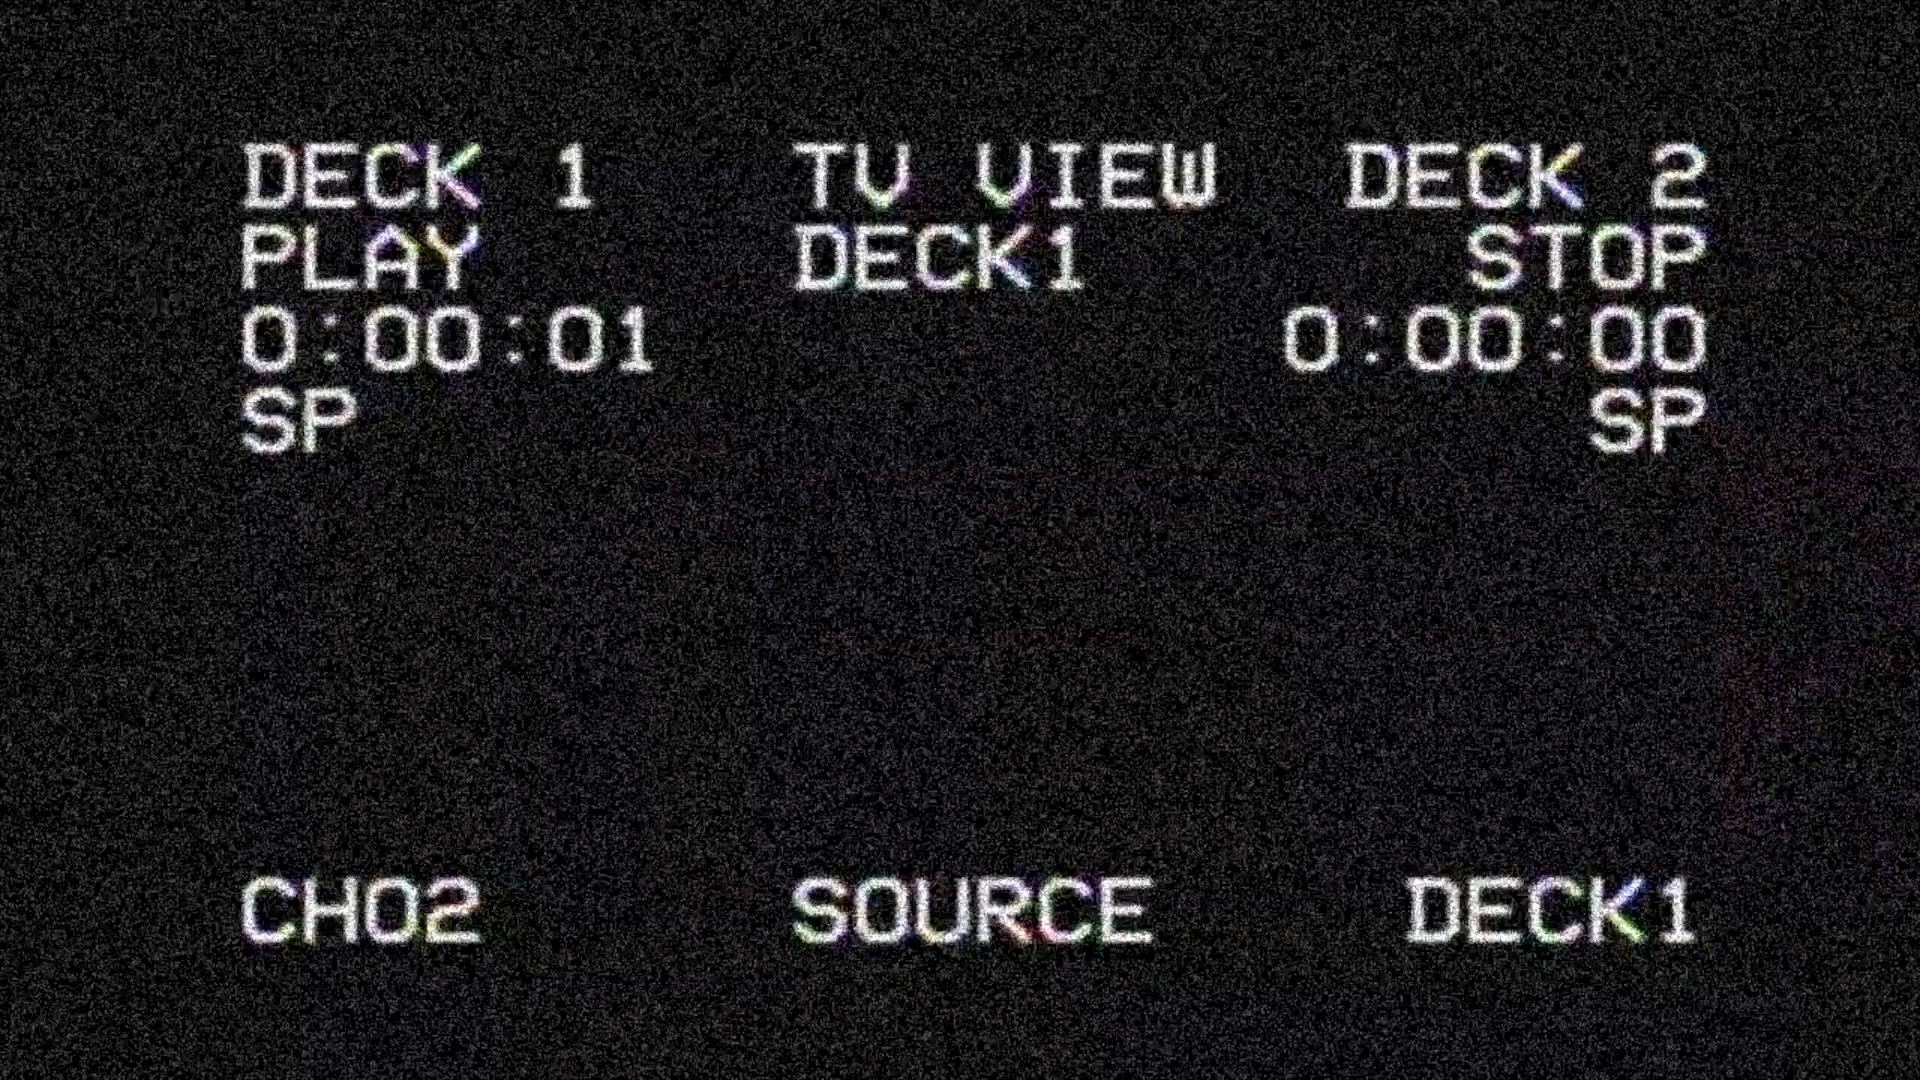 DECK 1 TV VIEW DECK 2
PLAY DECK1 STOP
0:00:01 0:00:00
SP SP
CH02 SOURCE DECK1